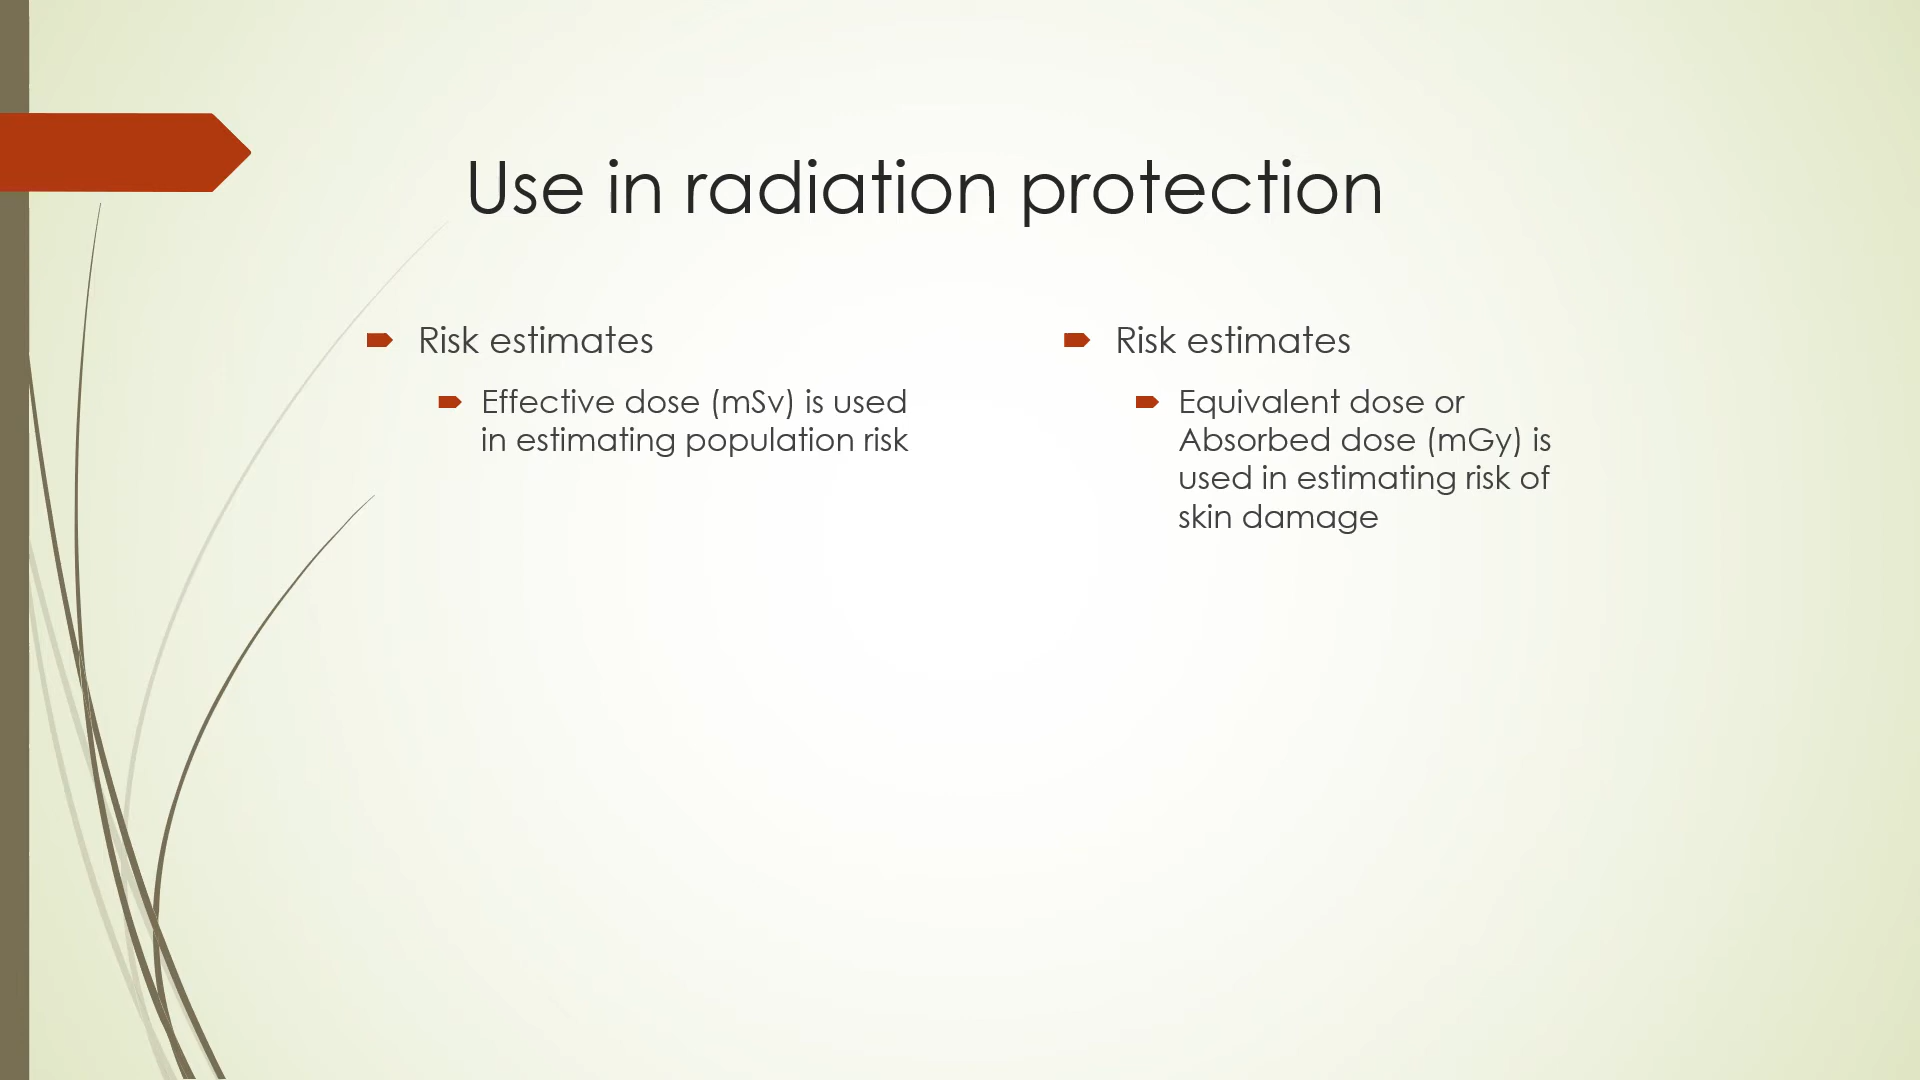 Use in radiation protection
Risk estimates
Effective dose (mSv) is used
in estimating population risk
Risk estimates
Equivalent dose or
Absorbed dose (mGy) is
used in estimating risk of
skin damage